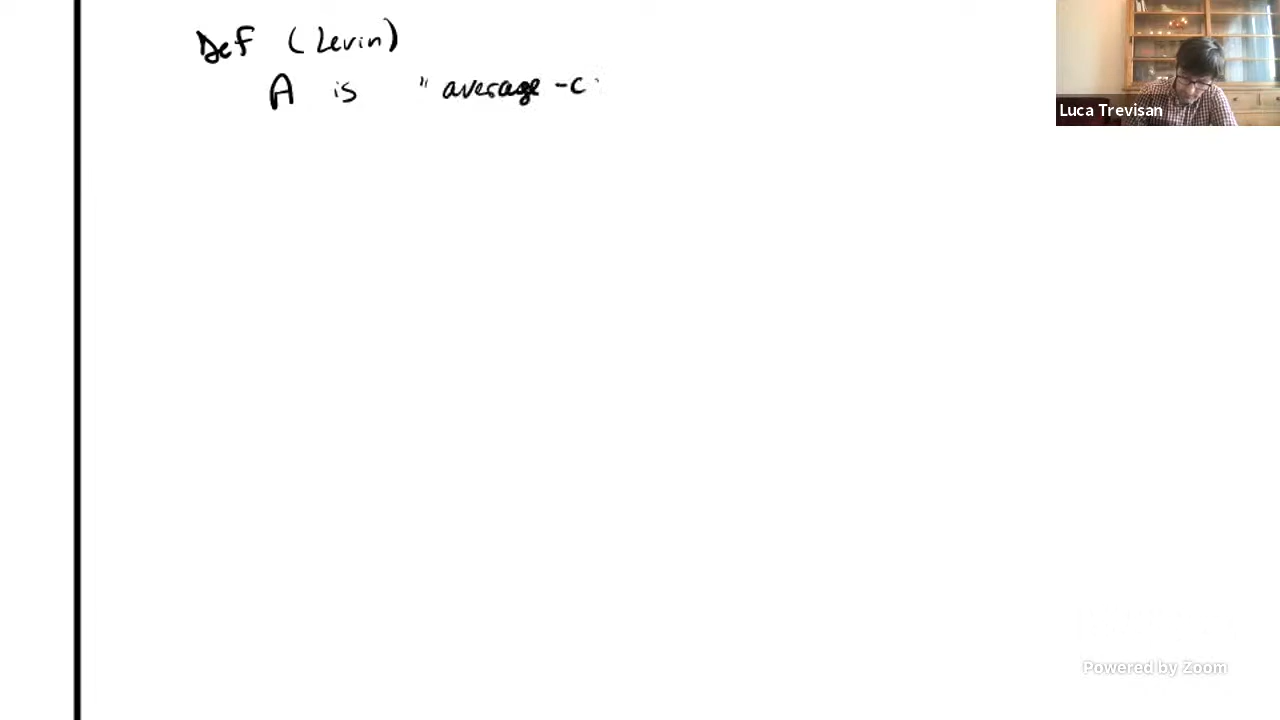 Def (Levin)
A is "average-c
Luca Trevisan
Powered by Zoom